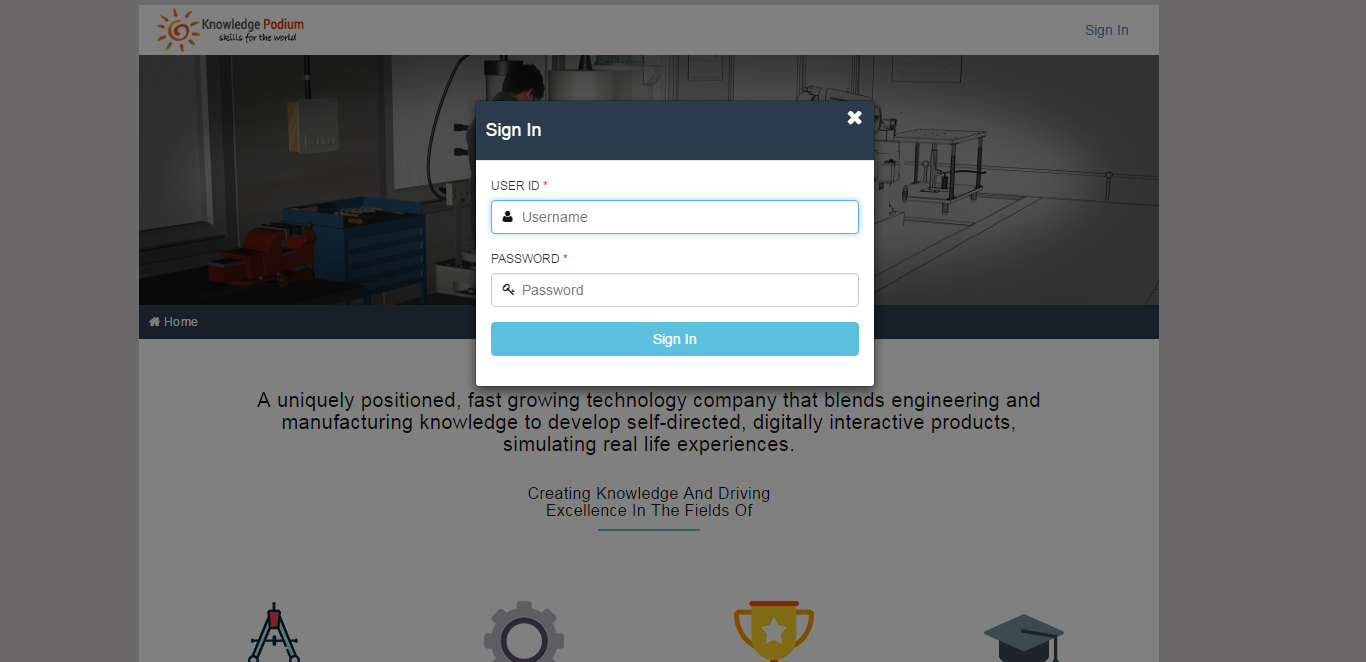 Knowledge Podium
skills for the world
Sign In
Sign In
USER ID *
Username
PASSWORD *
Password
Sign In
Home
A uniquely positioned, fast growing technology company that blends engineering and
manufacturing knowledge to develop self-directed, digitally interactive products,
simulating real life experiences.
Creating Knowledge And Driving
Excellence In The Fields Of